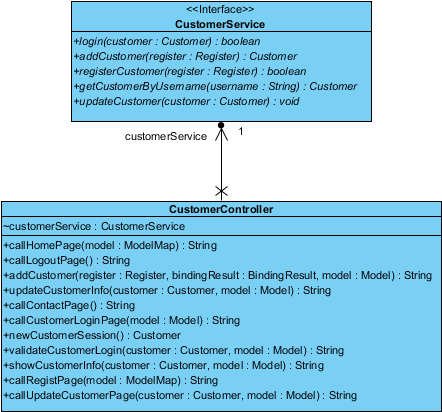 <<Interface>>
CustomerService
+login(customer : Customer) : boolean
+addCustomer(register : Register) : Customer
+registerCustomer(register : Register) : boolean
+getCustomerByUsername(username : String) : Customer
+updateCustomer(customer : Customer) : void
customerService 1
CustomerController
~customerService : CustomerService
+callHomePage(model : ModelMap) : String
+callLogoutPage() : String
+addCustomer(register : Register, bindingResult : BindingResult, model : Model) : String
+updateCustomerInfo(customer : Customer, model : Model) : String
+callContactPage() : String
+callCustomerLoginPage(model : Model) : String
+newCustomerSession() : Customer
+validateCustomerLogin(customer : Customer, model : Model) : String
+showCustomerInfo(customer : Customer, model : Model) : String
+callRegistPage(model : ModelMap) : String
+callUpdateCustomerPage(customer : Customer, model : Model) : String